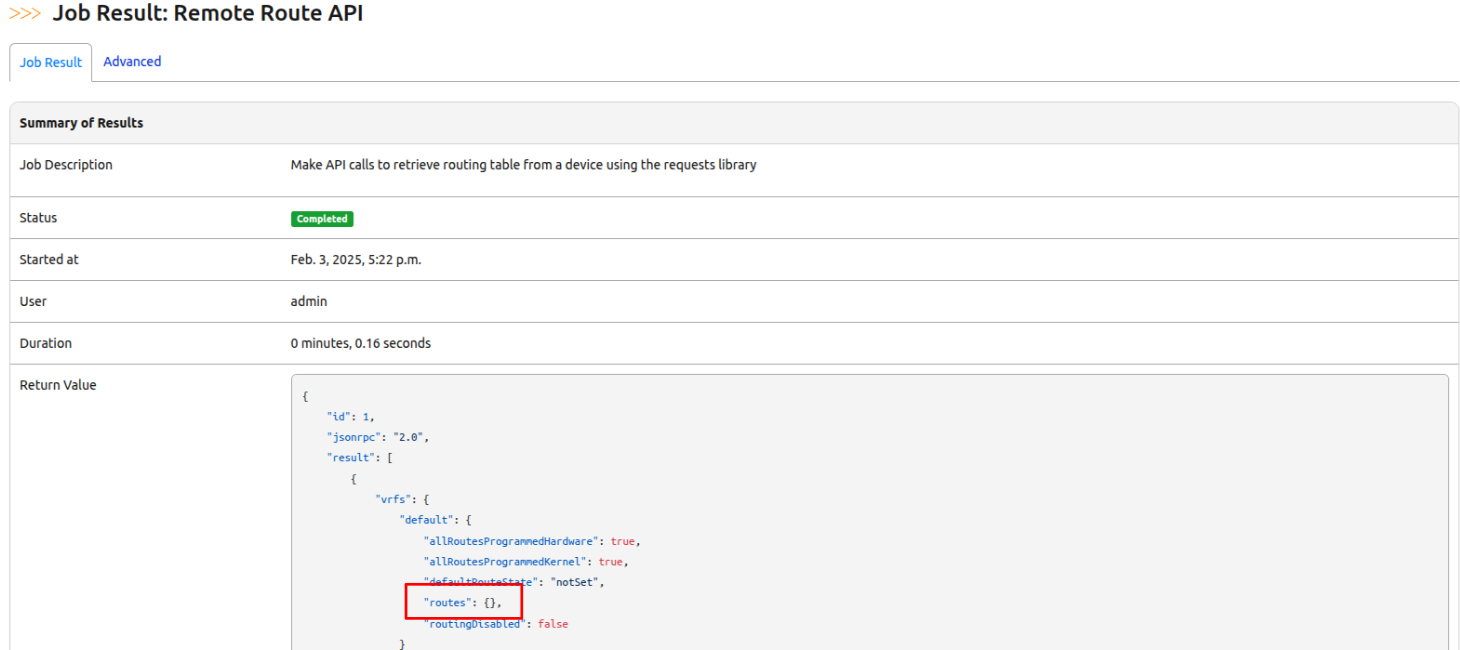 >>> Job Result: Remote Route API
Job Result Advanced
Summary of Results
Job Description Make API calls to retrieve routing table from a device using the requests library
Status Completed
Started at Feb. 3, 2025, 5:22 p.m.
User admin
Duration 0 minutes, 0.16 seconds
Return Value
{
"id": 1,
"jsonrpc": "2.0",
"result": [
{
"vrfs": {
"default": {
"allRoutesProgrammedHardware": true,
"allRoutesProgrammedKernel": true,
"defaultRouteState": "notSet",
"routes": {},
"routingDisabled": false
}